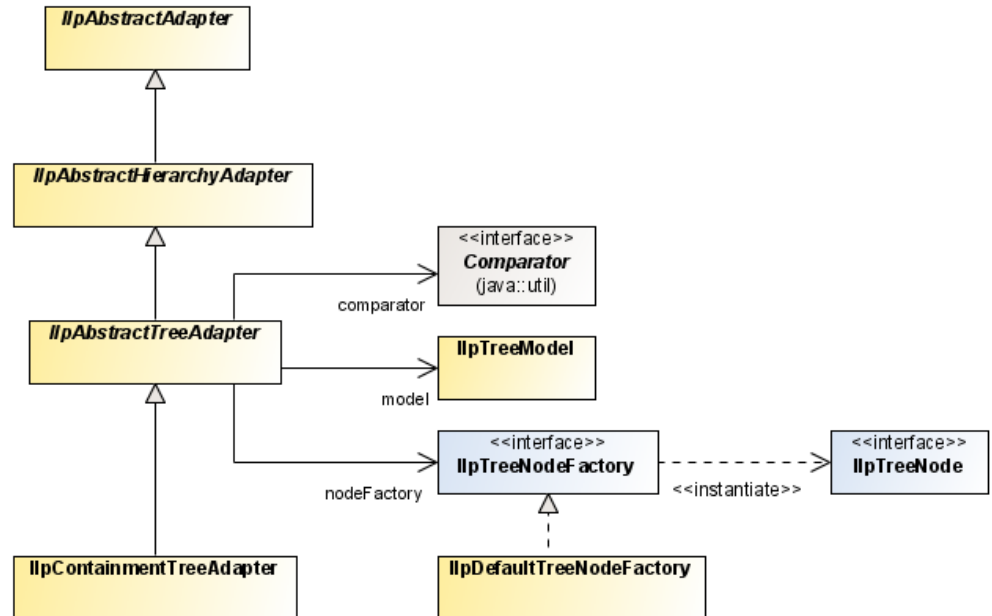 IlpAbstractAdapter
IlpAbstractHierarchyAdapter
<<interface>>
Comparator
(java::util)
comparator
IlpAbstractTreeAdapter
IlpTreeModel
model
<<interface>>
IlpTreeNodeFactory
nodeFactory
<<instantiate>>
<<interface>>
IlpTreeNode
IlpContainmentTreeAdapter
IlpDefaultTreeNodeFactory